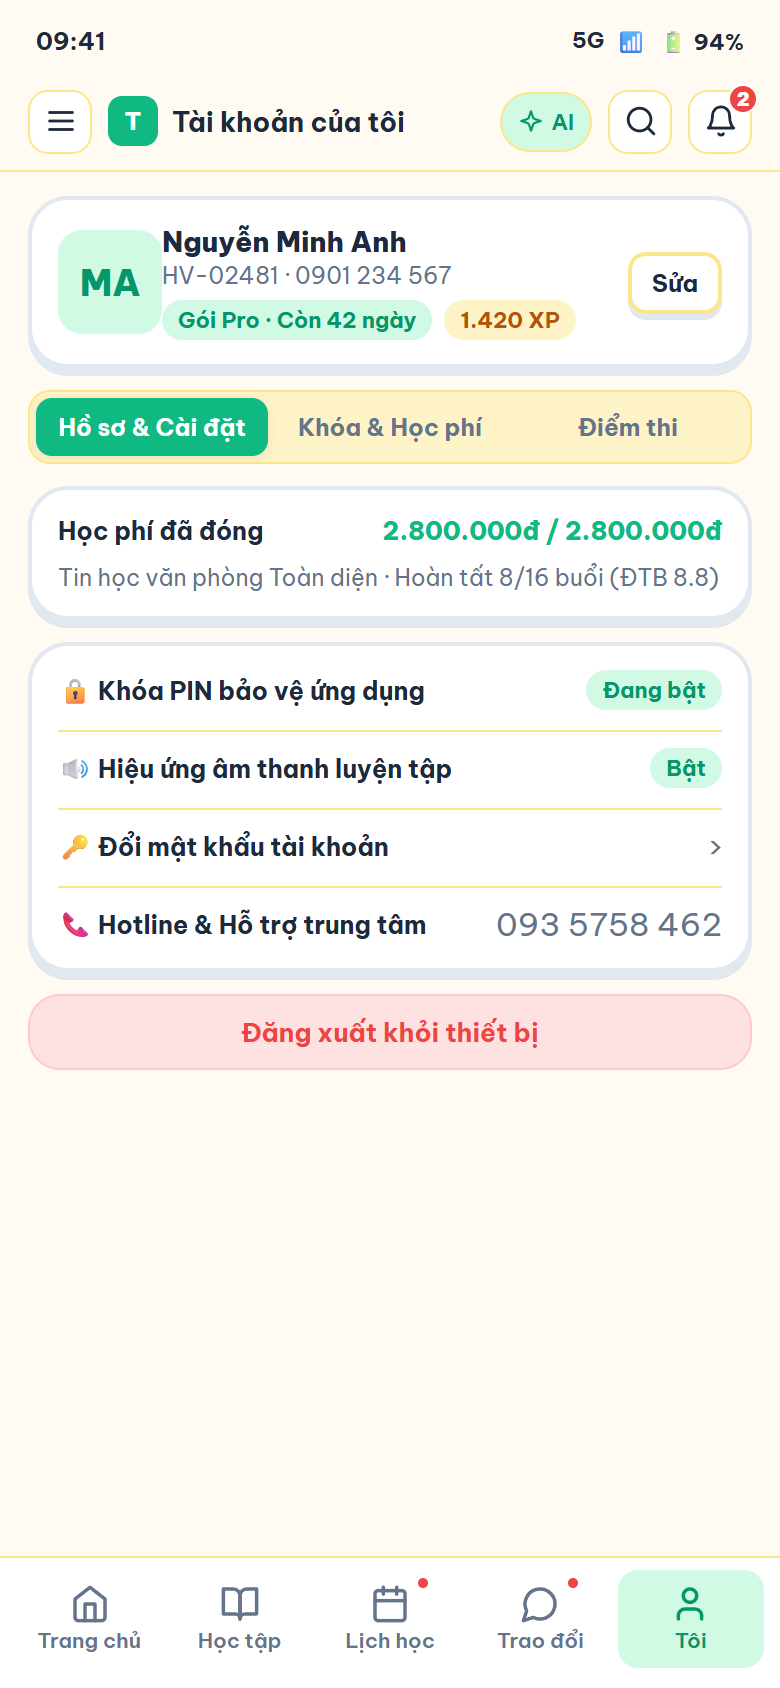 09:41 5G 94%
T Tài khoản của tôi AI 2
MA
Nguyễn Minh Anh
HV-02481 · 0901 234 567
Gói Pro · Còn 42 ngày 1.420 XP
Sửa
Hồ sơ & Cài đặt Khóa & Học phí Điểm thi
Học phí đã đóng 2.800.000đ / 2.800.000đ
Tin học văn phòng Toàn diện · Hoàn tất 8/16 buổi (ĐTB 8.8)
Khóa PIN bảo vệ ứng dụng Đang bật
Hiệu ứng âm thanh luyện tập Bật
Đổi mật khẩu tài khoản ›
Hotline & Hỗ trợ trung tâm 093 5758 462
Đăng xuất khỏi thiết bị
Trang chủ Học tập Lịch học Trao đổi Tôi